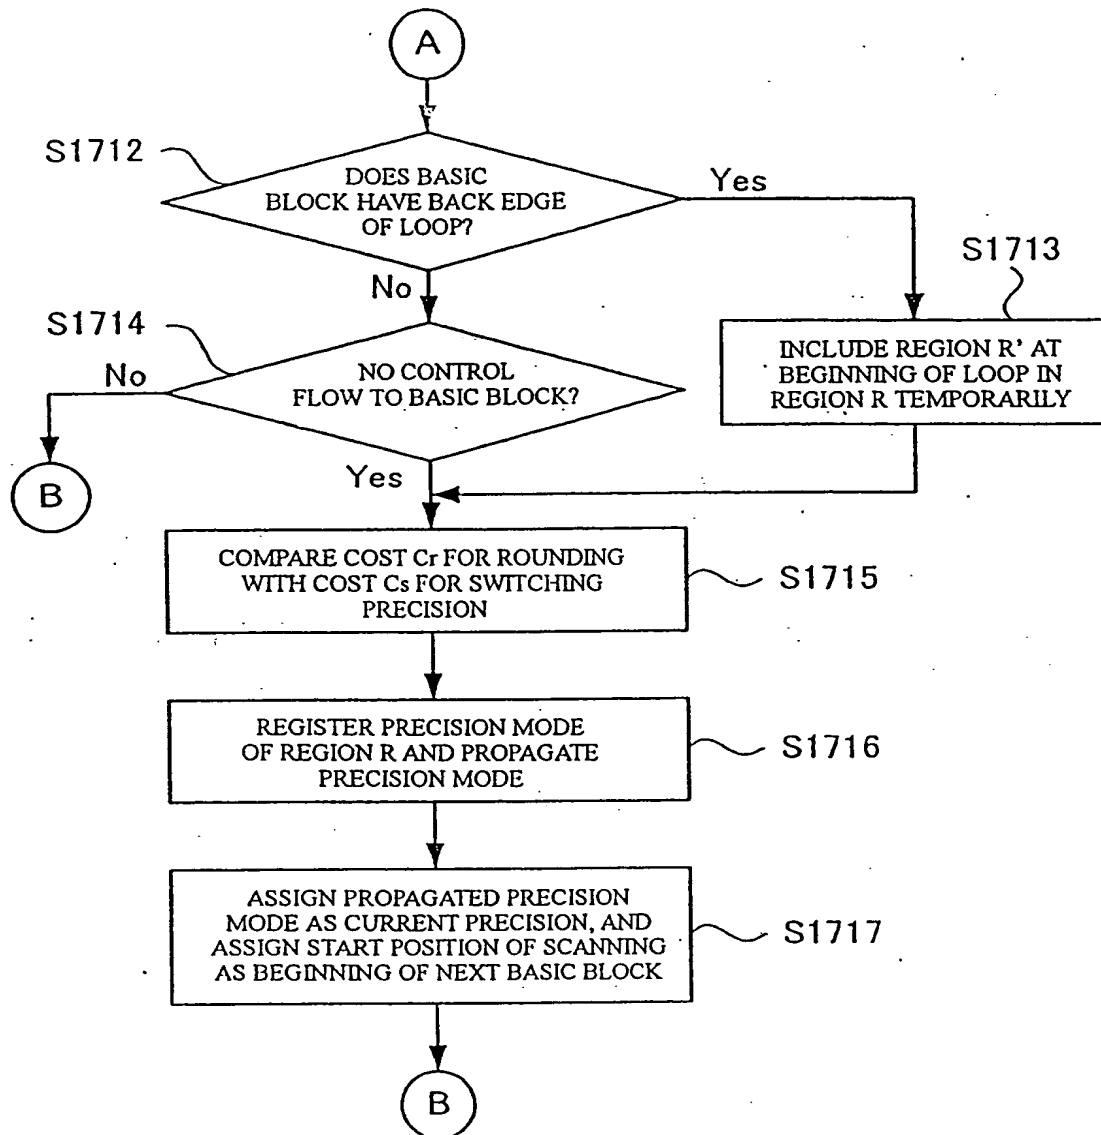 A
S1712
DOES BASIC
BLOCK HAVE BACK EDGE
OF LOOP?
Yes
No
S1713
INCLUDE REGION R' AT
BEGINNING OF LOOP IN
REGION R TEMPORARILY
S1714
NO CONTROL
FLOW TO BASIC BLOCK?
No
B
Yes
COMPARE COST Cr FOR ROUNDING
WITH COST Cs FOR SWITCHING
PRECISION
S1715
REGISTER PRECISION MODE
OF REGION R AND PROPAGATE
PRECISION MODE
S1716
ASSIGN PROPAGATED PRECISION
MODE AS CURRENT PRECISION, AND
ASSIGN START POSITION OF SCANNING
AS BEGINNING OF NEXT BASIC BLOCK
S1717
B